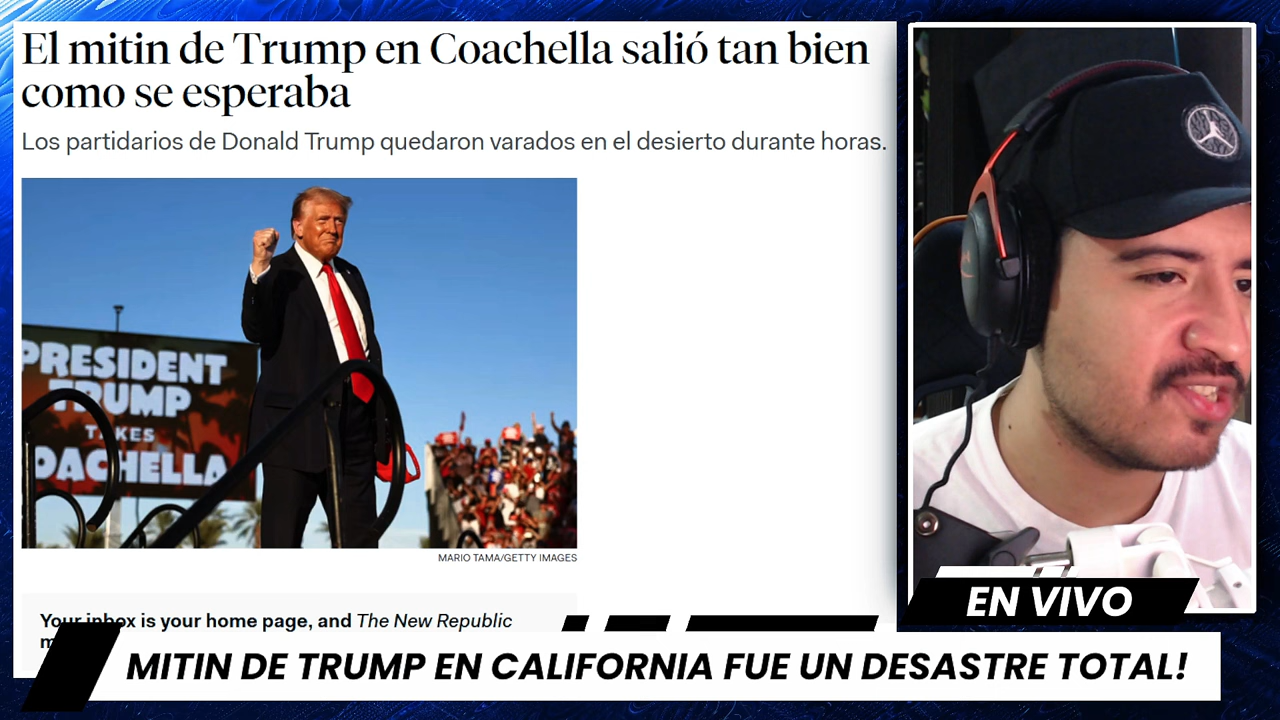 El mitin de Trump en Coachella salió tan bien
como se esperaba
Los partidarios de Donald Trump quedaron varados en el desierto durante horas.
PRESIDENT
TRUMP
TAKES
OACHELLA
MARIO TAMA/GETTY IMAGES
Your inbox is your home page, and The New Republic
EN VIVO
MITIN DE TRUMP EN CALIFORNIA FUE UN DESASTRE TOTAL!